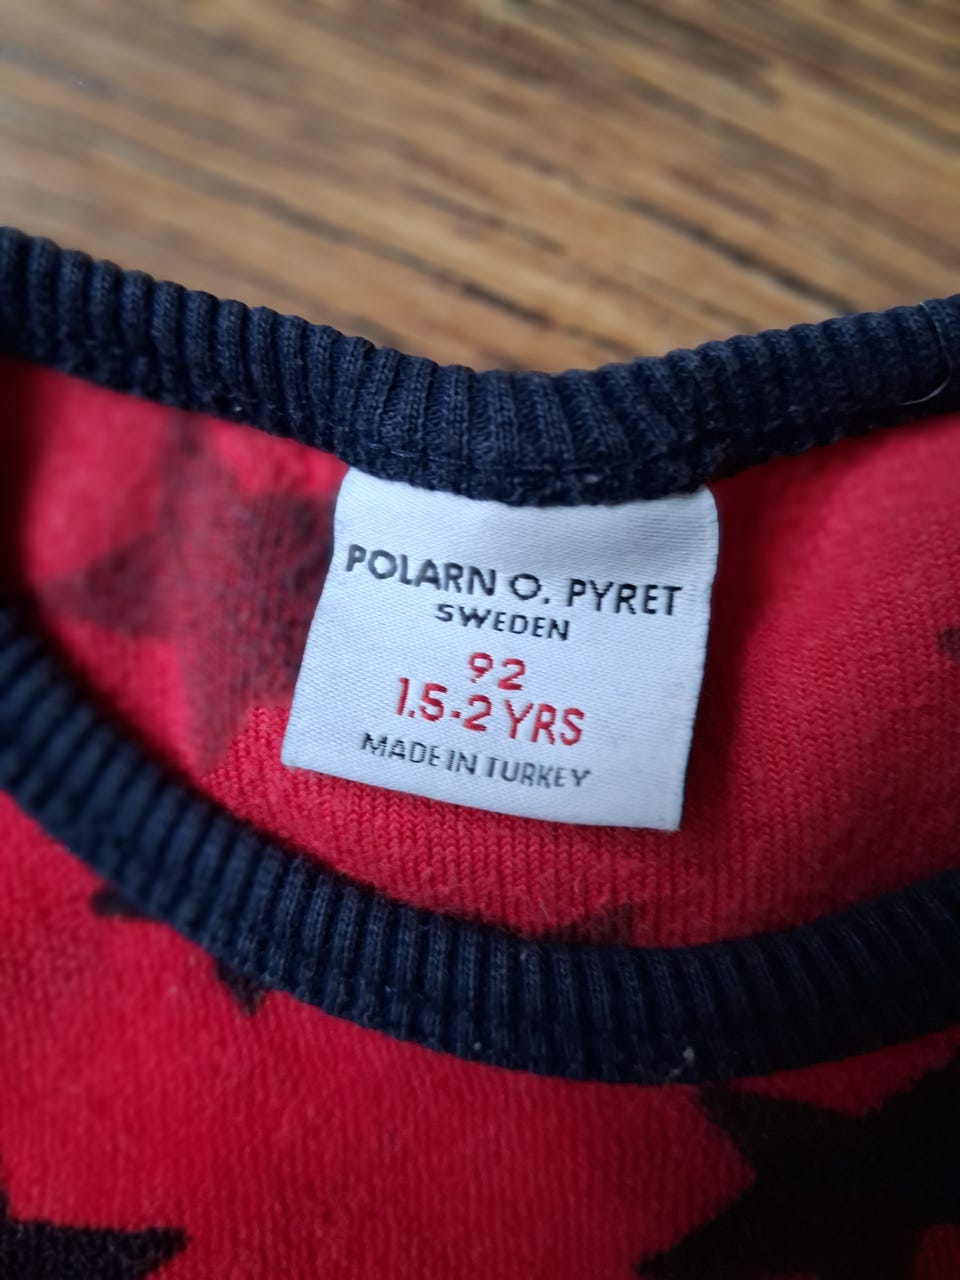 POLARN O. PYRET
SWEDEN
92
1.5-2 YRS
MADE IN TURKEY